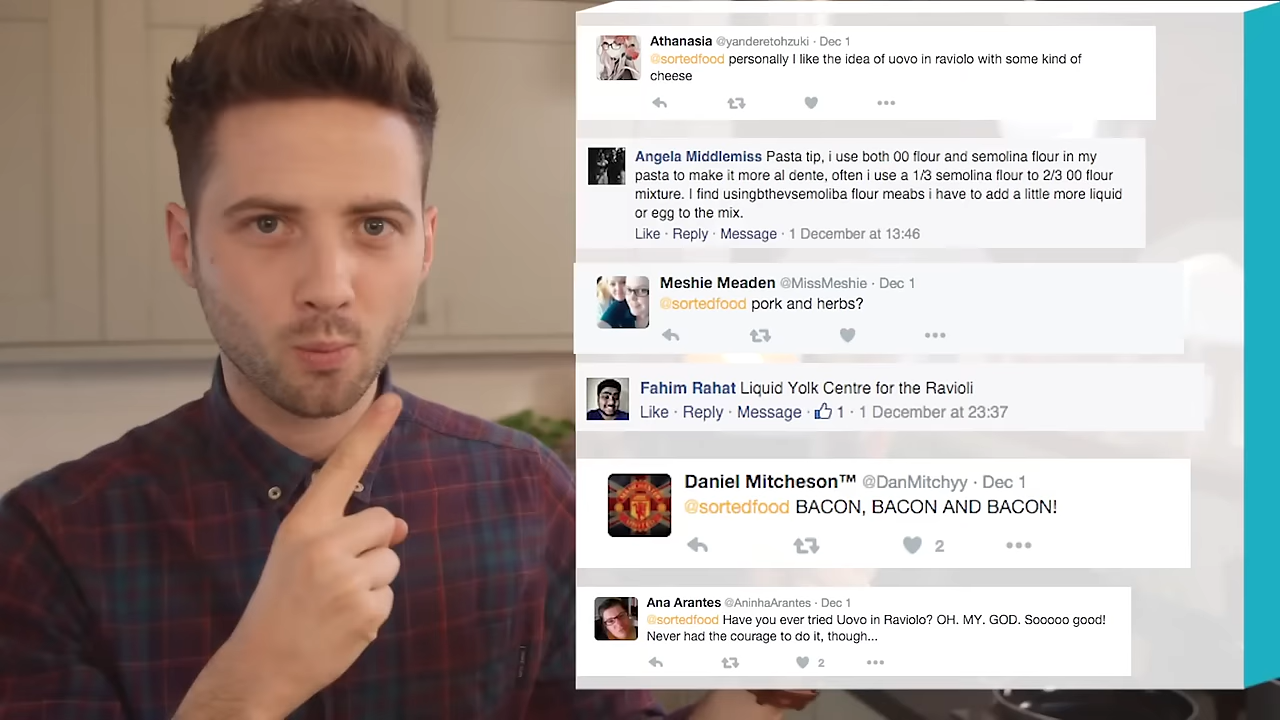 Athanasia @yanderetohzuki · Dec 1
@sortedfood personally I like the idea of uovo in raviolo with some kind of
cheese
Angela Middlemiss Pasta tip, i use both 00 flour and semolina flour in my
pasta to make it more al dente, often i use a 1/3 semolina flour to 2/3 00 flour
mixture. I find usingbthevsemoliba flour meabs i have to add a little more liquid
or egg to the mix.
Like · Reply · Message · 1 December at 13:46
Meshie Meaden @MissMeshie · Dec 1
@sortedfood pork and herbs?
Fahim Rahat Liquid Yolk Centre for the Ravioli
Like · Reply · Message · 1 · 1 December at 23:37
Daniel Mitcheson™ @DanMitchyy · Dec 1
@sortedfood BACON, BACON AND BACON!
2
Ana Arantes @AninhaArantes · Dec 1
@sortedfood Have you ever tried Uovo in Raviolo? OH. MY. GOD. Sooooo good!
Never had the courage to do it, though...
2